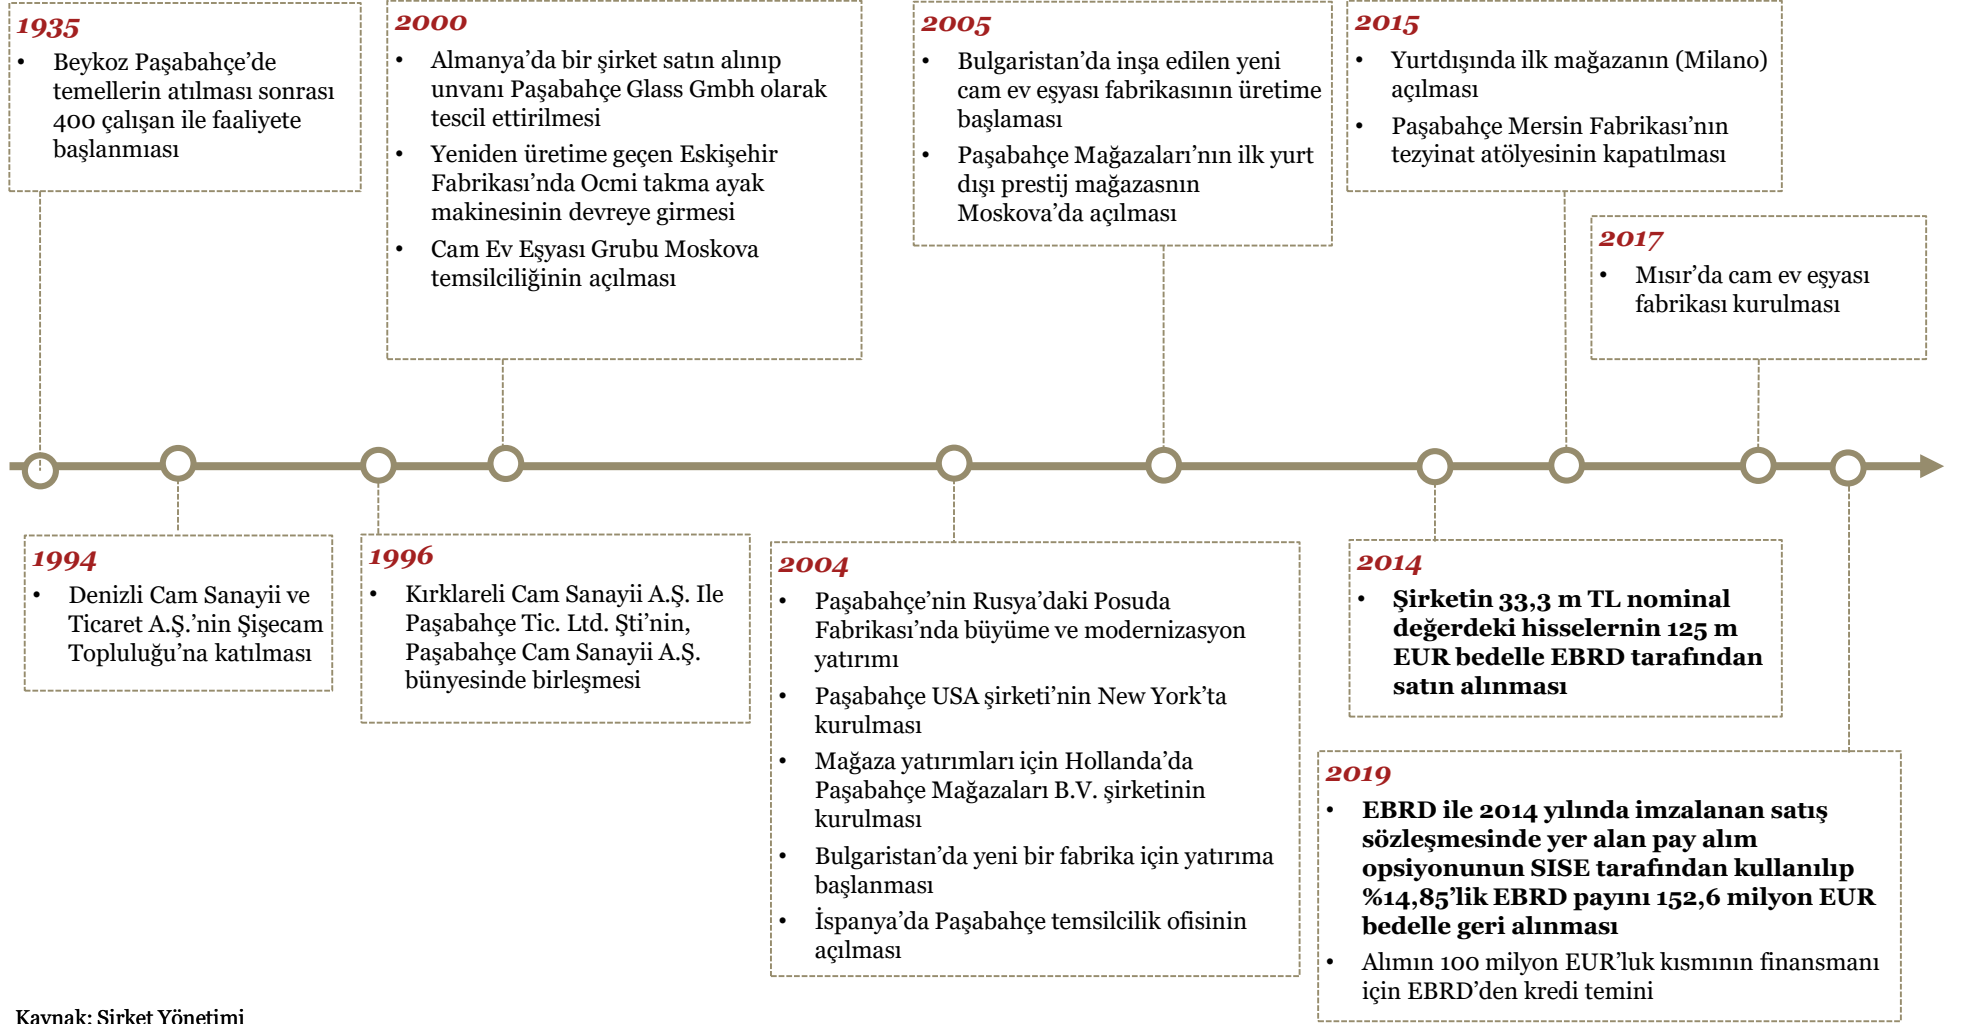 1935
• Beykoz Paşabahçe’de
temellerin atılması sonrası
400 çalışan ile faaliyete
başlanmıası
2000
• Almanya’da bir şirket satın alınıp
unvanı Paşabahçe Glass Gmbh olarak
tescil ettirilmesi
• Yeniden üretime geçen Eskişehir
Fabrikası’nda Ocmi takma ayak
makinesinin devreye girmesi
• Cam Ev Eşyası Grubu Moskova
temsilciliğinin açılması
2005
• Bulgaristan’da inşa edilen yeni
cam ev eşyası fabrikasının üretime
başlaması
• Paşabahçe Mağazaları’nın ilk yurt
dışı prestij mağazasnın
Moskova’da açılması
2015
• Yurtdışında ilk mağazanın (Milano)
açılması
• Paşabahçe Mersin Fabrikası’nın
tezyinat atölyesinin kapatılması
2017
• Mısır’da cam ev eşyası
fabrikası kurulması
1994
• Denizli Cam Sanayii ve
Ticaret A.Ş.’nin Şişecam
Topluluğu’na katılması
1996
• Kırklareli Cam Sanayii A.Ş. Ile
Paşabahçe Tic. Ltd. Şti’nin,
Paşabahçe Cam Sanayii A.Ş.
bünyesinde birleşmesi
2004
• Paşabahçe’nin Rusya’daki Posuda
Fabrikası’nda büyüme ve modernizasyon
yatırımı
• Paşabahçe USA şirketi’nin New York’ta
kurulması
• Mağaza yatırımları için Hollanda’da
Paşabahçe Mağazaları B.V. şirketinin
kurulması
• Bulgaristan’da yeni bir fabrika için yatırıma
başlanması
• İspanya’da Paşabahçe temsilcilik ofisinin
açılması
2014
• Şirketin 33,3 m TL nominal
değerdeki hisselernin 125 m
EUR bedelle EBRD tarafından
satın alınması
2019
• EBRD ile 2014 yılında imzalanan satış
sözleşmesinde yer alan pay alım
opsiyonunun SISE tarafından kullanılıp
%14,85’lik EBRD payını 152,6 milyon EUR
bedelle geri alınması
• Alımın 100 milyon EUR’luk kısmının finansmanı
için EBRD’den kredi temini
Kaynak: Şirket Yönetimi